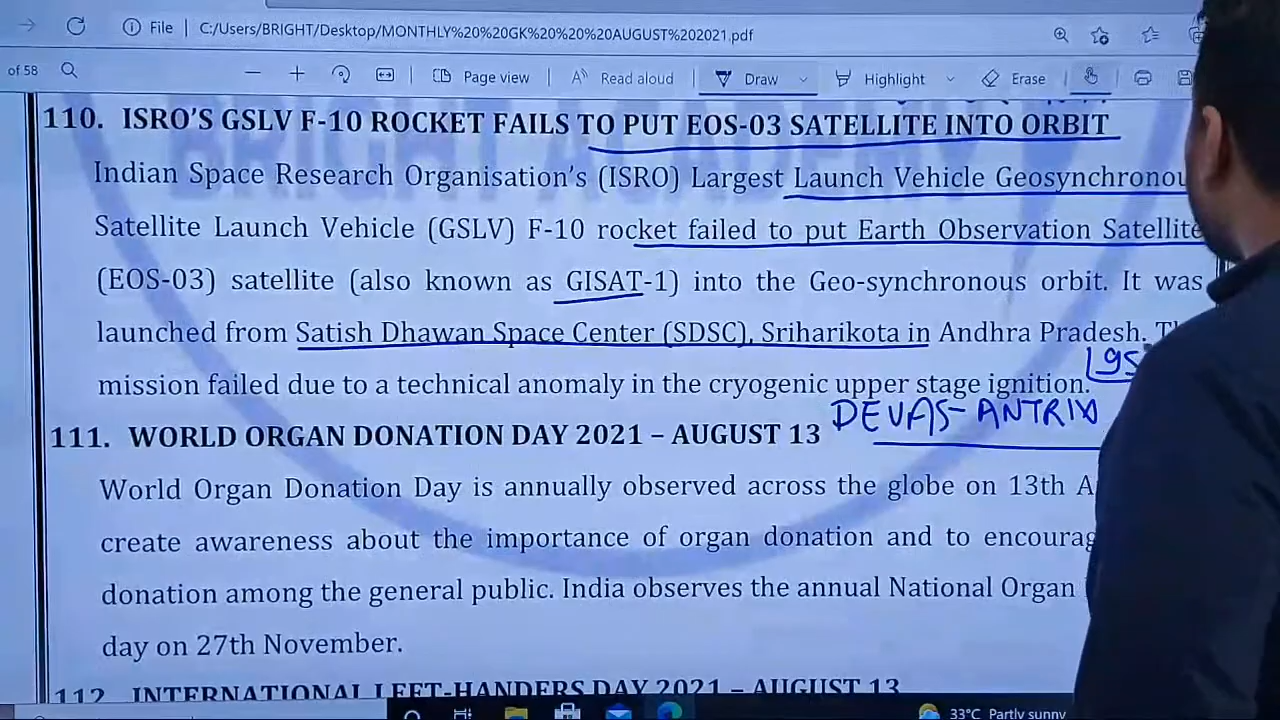 File C:/Users/BRIGHT/Desktop/MONTHLY%20%20GK%20%20%20AUGUST%202021.pdf
of 58 Page view Read aloud Draw Highlight Erase
BRIGHT ACADEMY
110. ISRO'S GSLV F-10 ROCKET FAILS TO PUT EOS-03 SATELLITE INTO ORBIT
Indian Space Research Organisation's (ISRO) Largest Launch Vehicle Geosynchronou
Satellite Launch Vehicle (GSLV) F-10 rocket failed to put Earth Observation Satellite
(EOS-03) satellite (also known as GISAT-1) into the Geo-synchronous orbit. It was
launched from Satish Dhawan Space Center (SDSC), Sriharikota in Andhra Pradesh.
mission failed due to a technical anomaly in the cryogenic upper stage ignition.
DEVAS-ANTRIX
111. WORLD ORGAN DONATION DAY 2021 – AUGUST 13
World Organ Donation Day is annually observed across the globe on 13th A
create awareness about the importance of organ donation and to encourag
donation among the general public. India observes the annual National Organ
day on 27th November.
112. INTERNATIONAL LEFT-HANDERS DAY 2021 – AUGUST 13
33°C Partly sunny